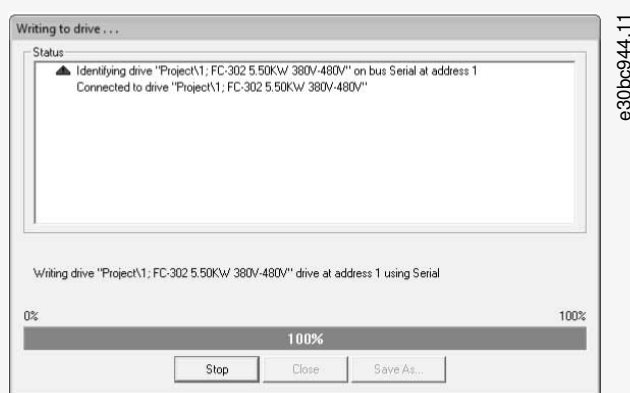 Writing to drive . . .
Status
Identifying drive "Project\1; FC-302 5.50KW 380V-480V" on bus Serial at address 1
Connected to drive "Project\1; FC-302 5.50KW 380V-480V"
Writing drive "Project\1; FC-302 5.50KW 380V-480V" drive at address 1 using Serial
0% 100%
100%
Stop Close Save As...
e30bc944.11